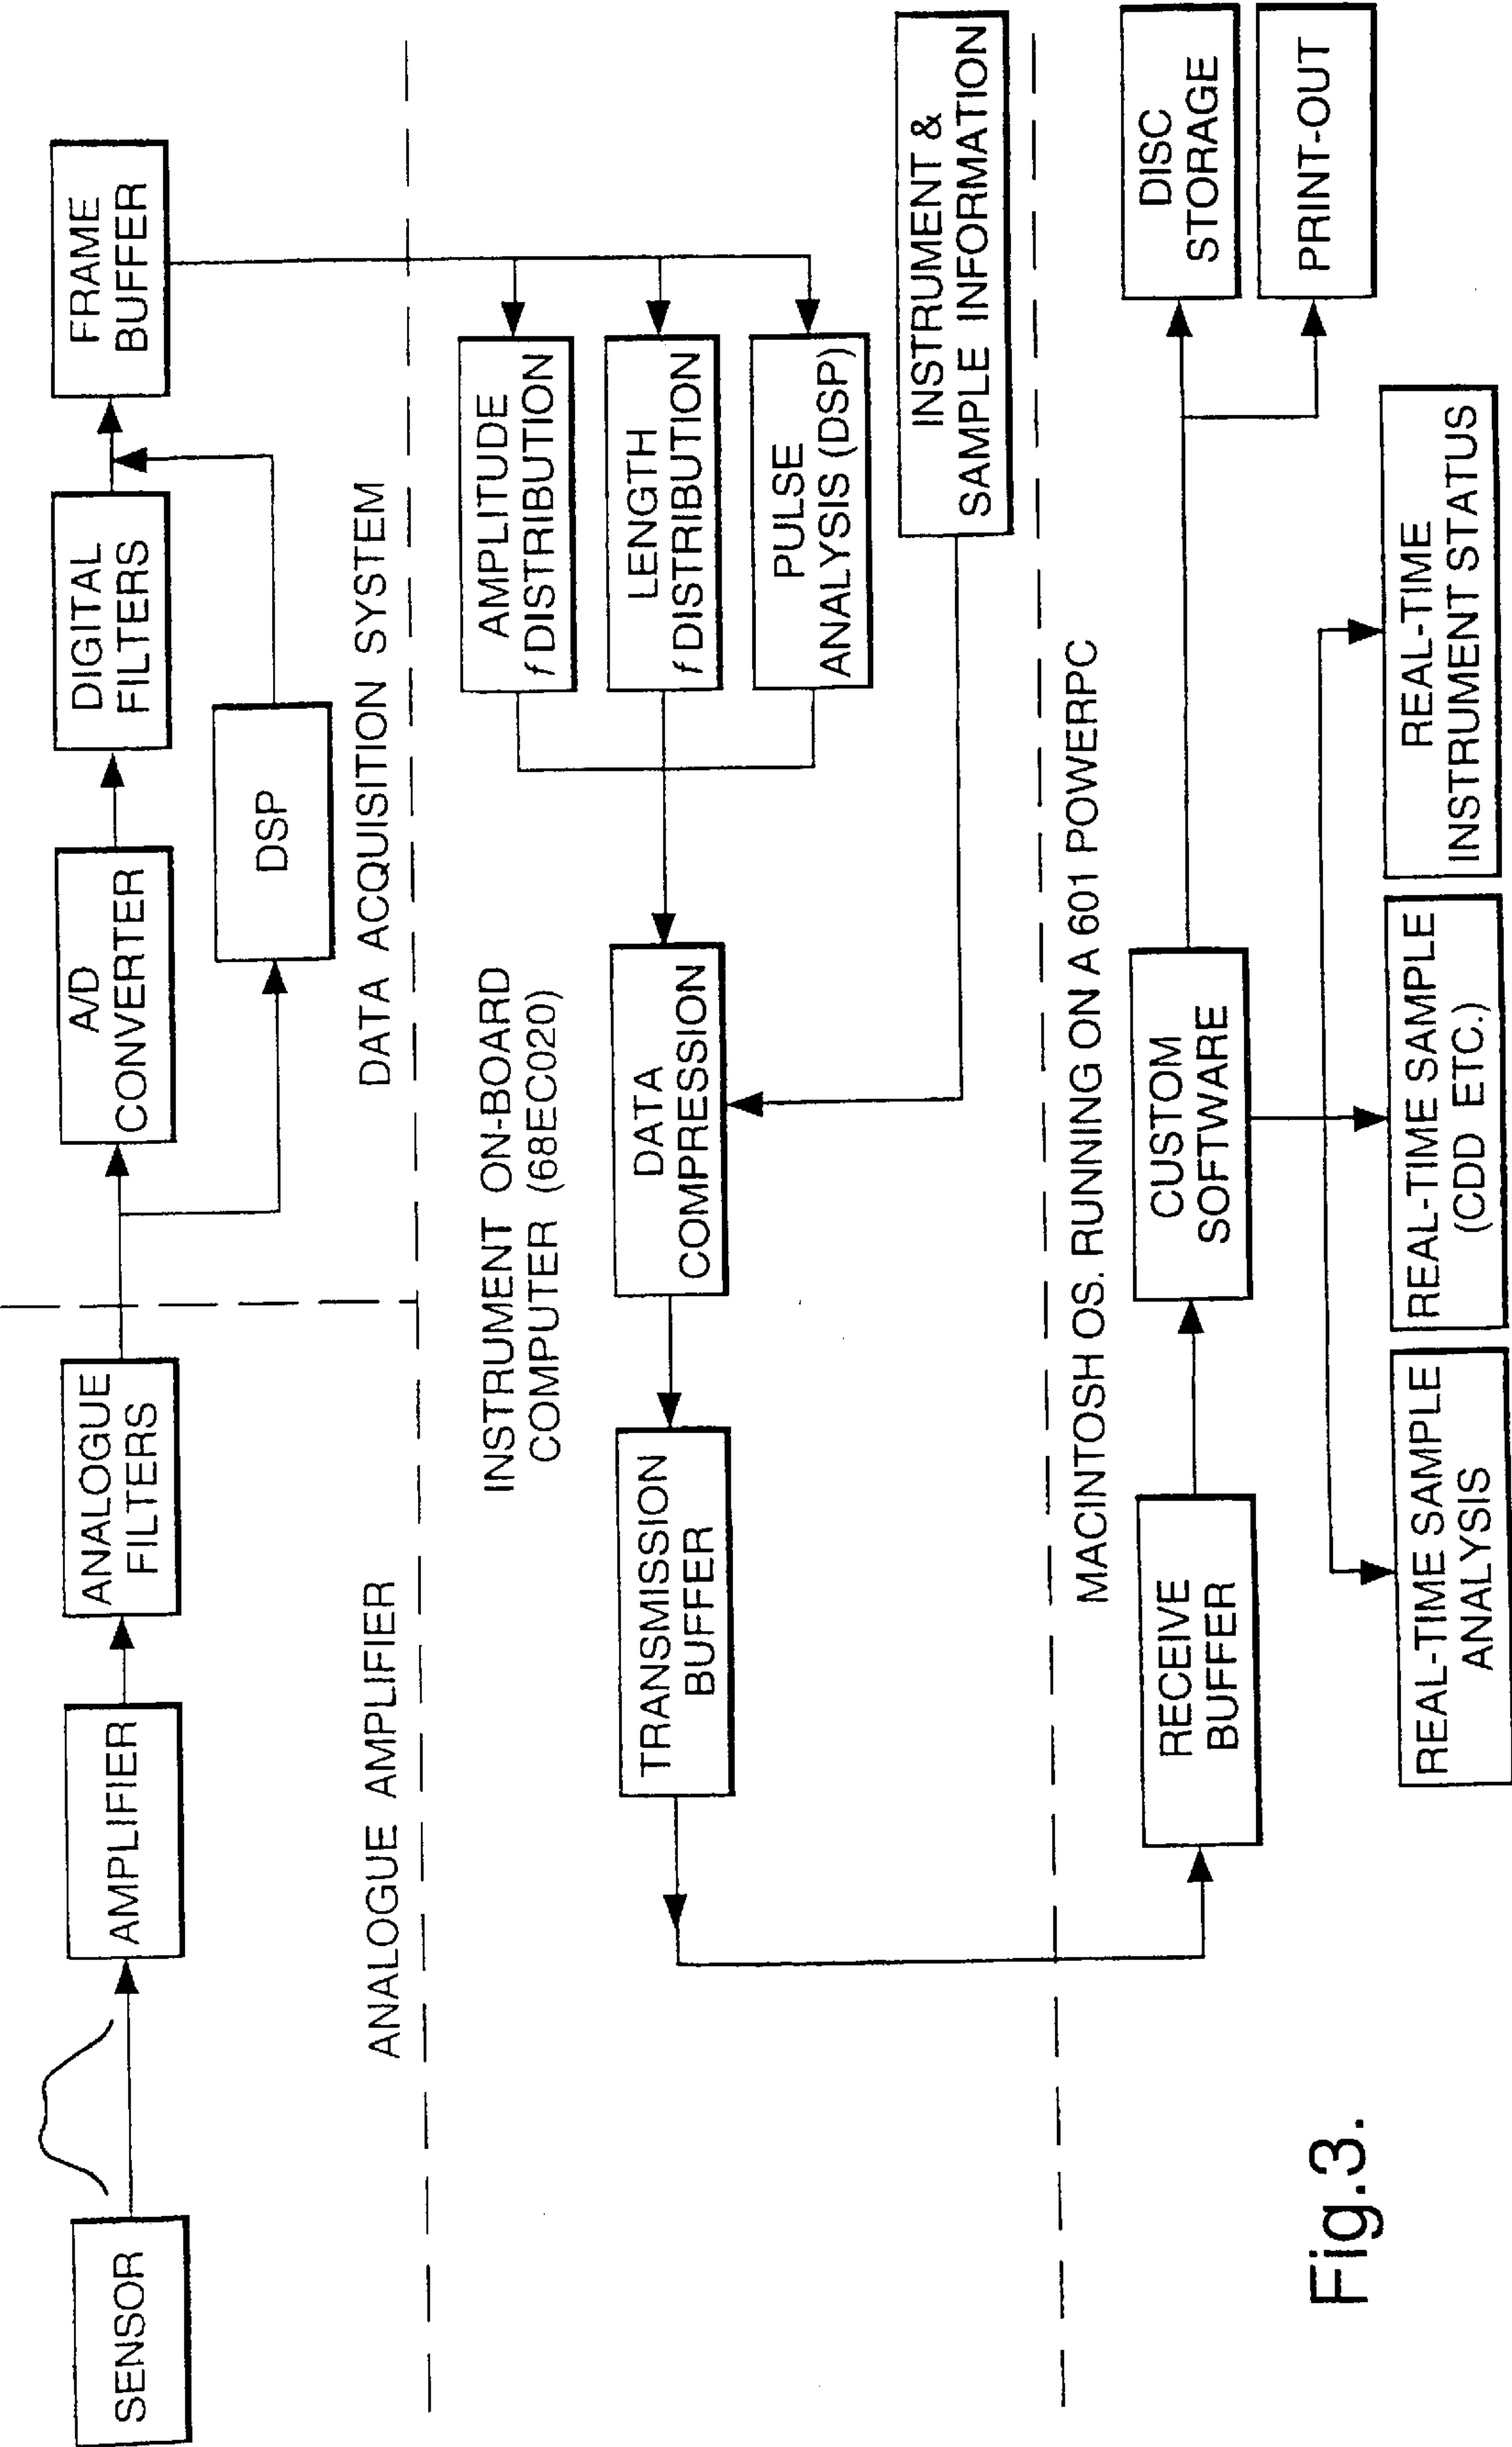 SENSOR
AMPLIFIER
ANALOGUE
FILTERS
A/D
CONVERTER
DIGITAL
FILTERS
FRAME
BUFFER
DSP
ANALOGUE AMPLIFIER
DATA ACQUISITION SYSTEM
INSTRUMENT ON-BOARD
COMPUTER (68EC020)
AMPLITUDE
f DISTRIBUTION
LENGTH
f DISTRIBUTION
PULSE
ANALYSIS (DSP)
TRANSMISSION
BUFFER
DATA
COMPRESSION
INSTRUMENT &
SAMPLE INFORMATION
MACINTOSH OS. RUNNING ON A 601 POWERPC
RECEIVE
BUFFER
CUSTOM
SOFTWARE
DISC
STORAGE
PRINT-OUT
REAL-TIME SAMPLE
ANALYSIS
REAL-TIME SAMPLE
(CDD ETC.)
REAL-TIME
INSTRUMENT STATUS
Fig.3.